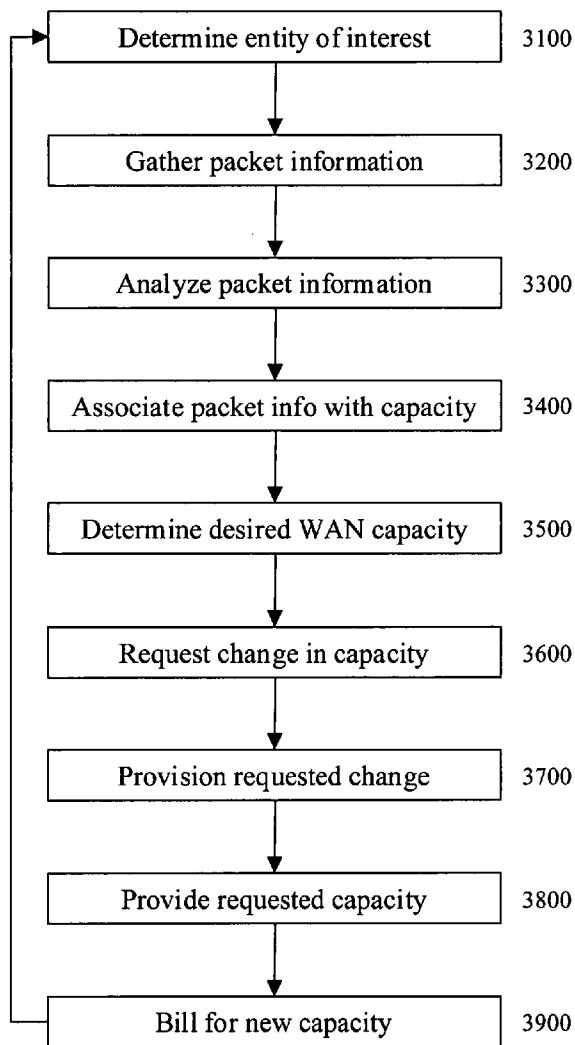 Determine entity of interest 3100
Gather packet information 3200
Analyze packet information 3300
Associate packet info with capacity 3400
Determine desired WAN capacity 3500
Request change in capacity 3600
Provision requested change 3700
Provide requested capacity 3800
Bill for new capacity 3900